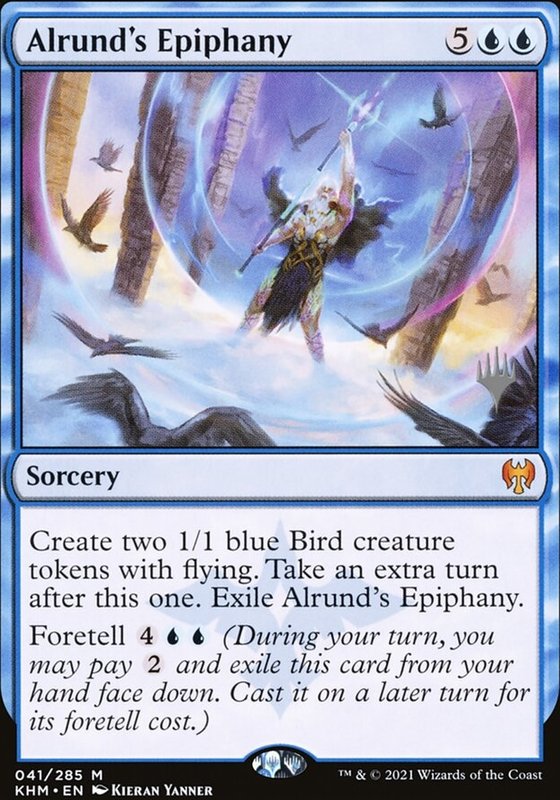 Alrund's Epiphany 5
Sorcery
Create two 1/1 blue Bird creature
tokens with flying. Take an extra turn
after this one. Exile Alrund's Epiphany.
Foretell 4 (During your turn, you
may pay 2 and exile this card from your
hand face down. Cast it on a later turn for
its foretell cost.)
041/285 M
KHM • EN KIERAN YANNER
™ & © 2021 Wizards of the Coast